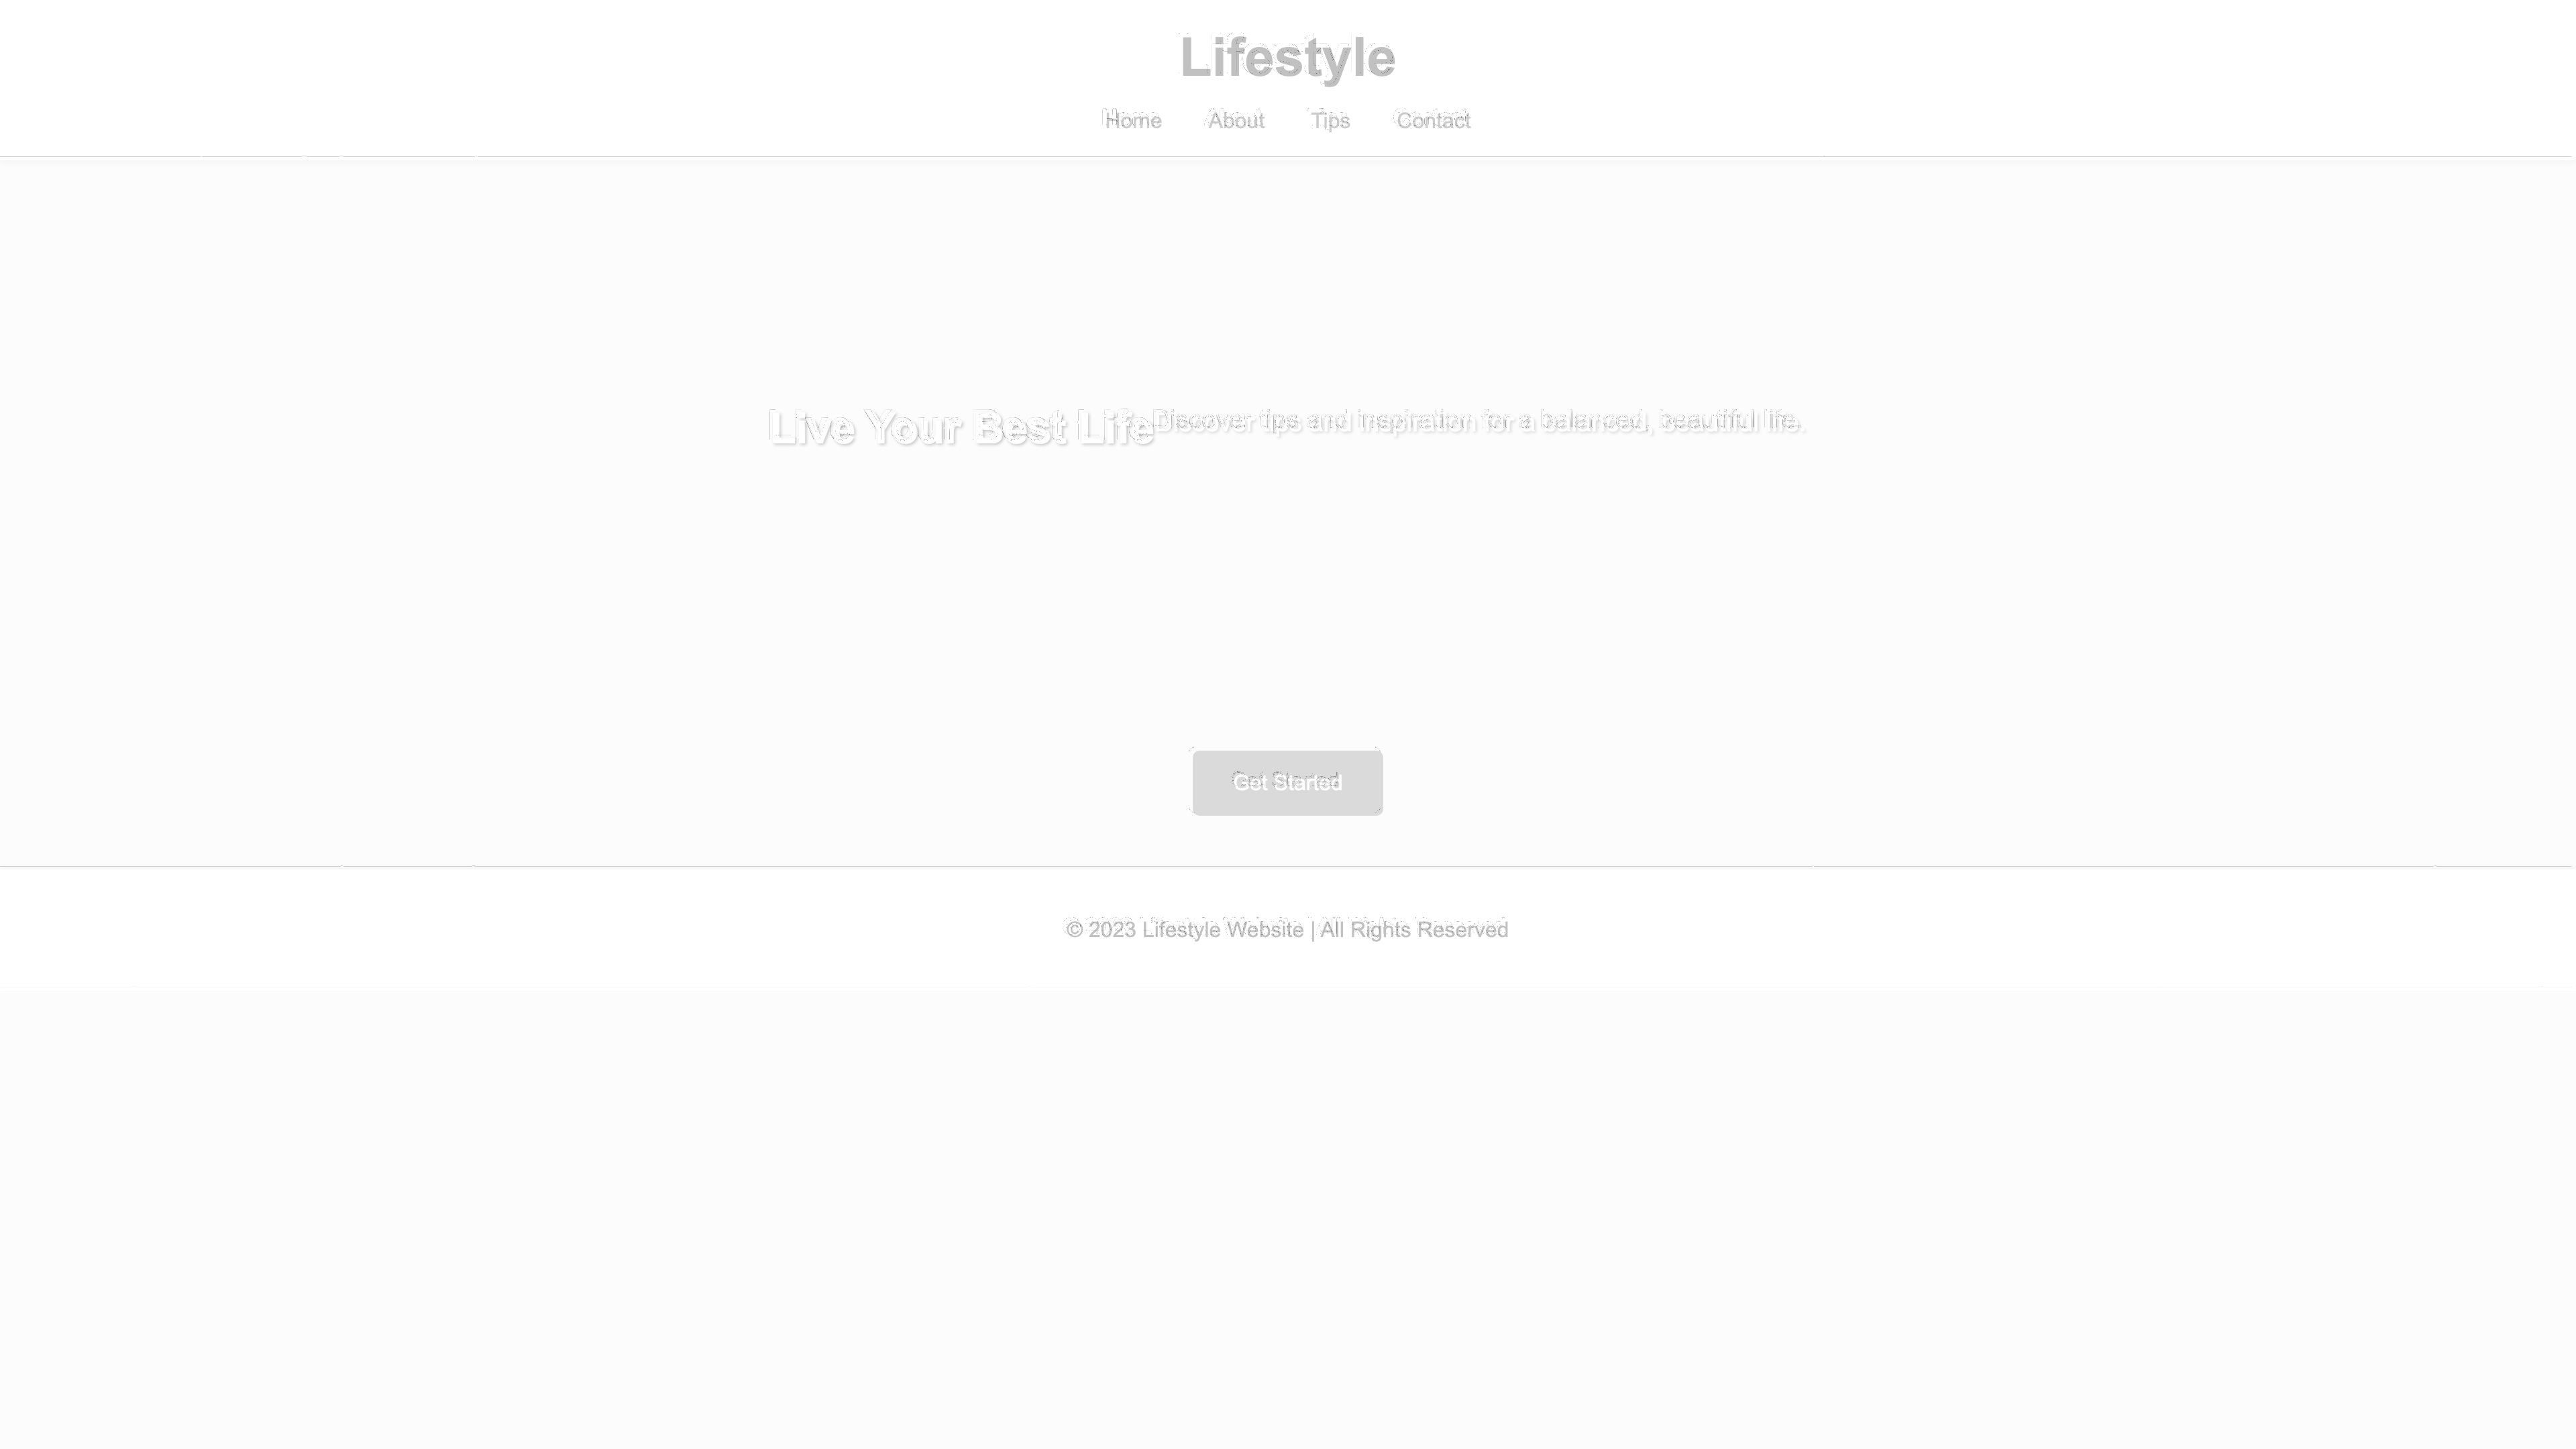 Lifestyle
Home About Tips Contact
Live Your Best Life Discover tips and inspiration for a balanced, beautiful life.
Get Started
© 2023 Lifestyle Website | All Rights Reserved